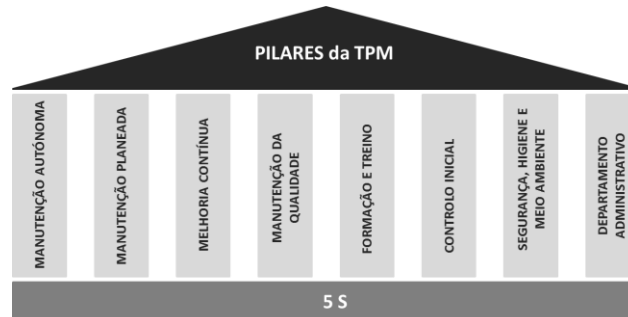 PILARES da TPM
MANUTENÇÃO AUTÓNOMA
MANUTENÇÃO PLANEADA
MELHORIA CONTÍNUA
MANUTENÇÃO DA
QUALIDADE
FORMAÇÃO E TREINO
CONTROLO INICIAL
SEGURANÇA, HIGIENE E
MEIO AMBIENTE
DEPARTAMENTO
ADMINISTRATIVO
5 S